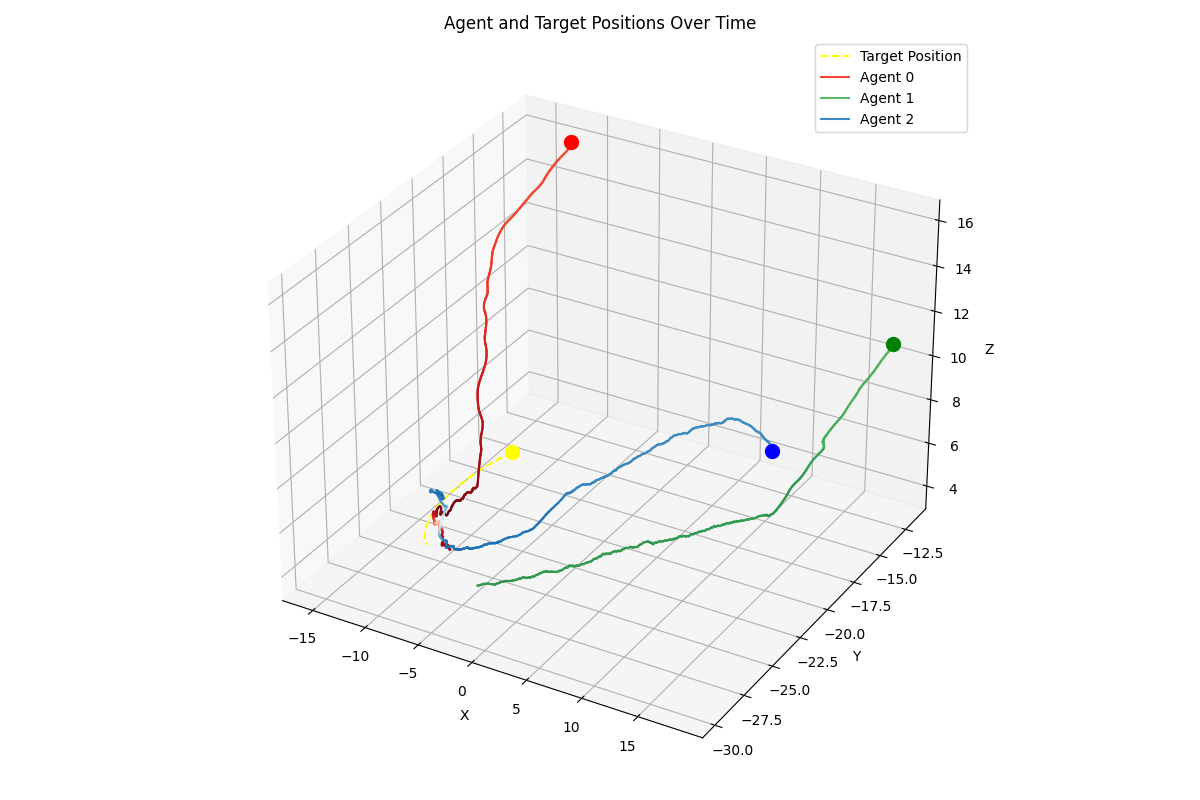 Agent and Target Positions Over Time
Target Position
Agent 0
Agent 1
Agent 2
16
14
12
Z
10
8
6
4
−12.5
−15.0
−17.5
−20.0
Y
−22.5
−25.0
−27.5
−30.0
−15
−10
−5
0
X
5
10
15